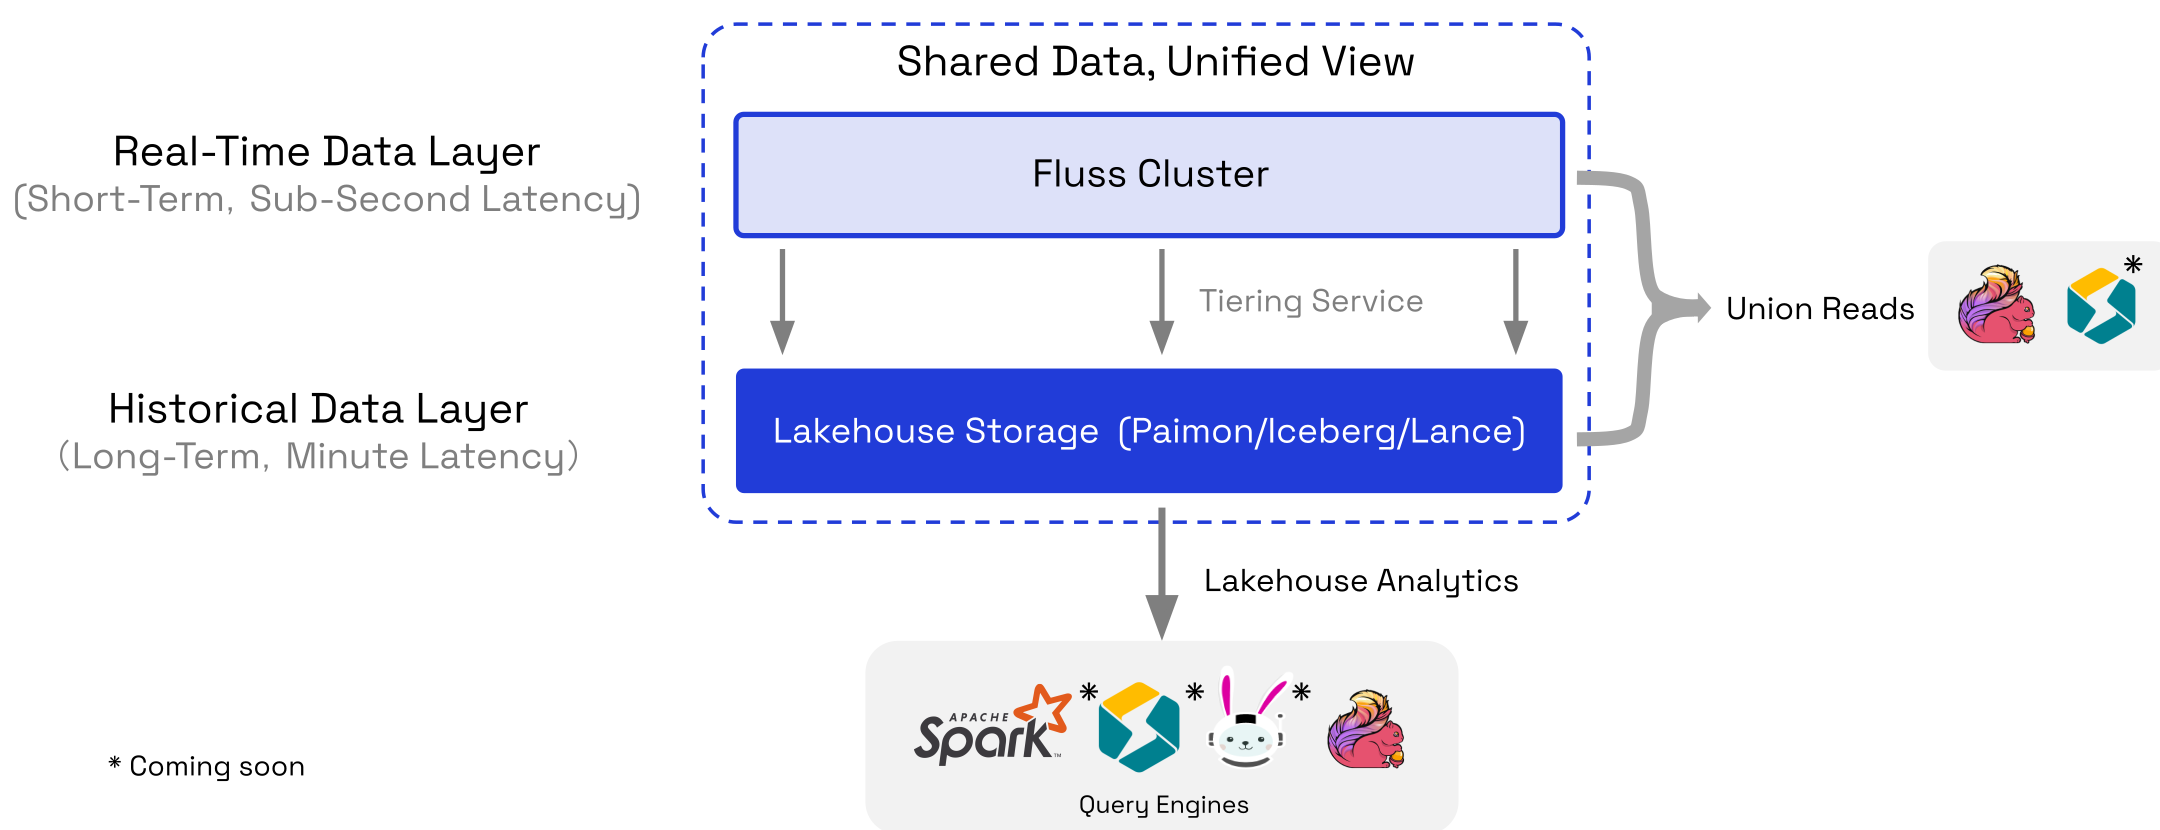 Shared Data, Unified View
Real-Time Data Layer
(Short-Term, Sub-Second Latency)
Fluss Cluster
Tiering Service
Union Reads
*
Historical Data Layer
(Long-Term, Minute Latency)
Lakehouse Storage (Paimon/Iceberg/Lance)
Lakehouse Analytics
APACHE
Spark™
* * *
Query Engines
* Coming soon